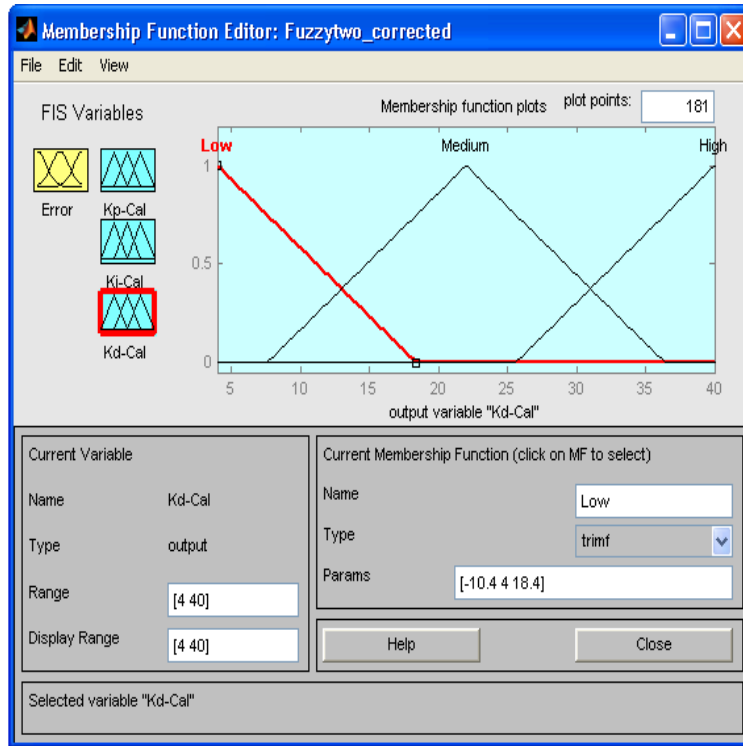 Membership Function Editor: Fuzzytwo_corrected
File Edit View
FIS Variables
Membership function plots plot points: 181
Error
Kp-Cal
Ki-Cal
Kd-Cal
Low Medium High
1
0.5
0
5 10 15 20 25 30 35 40
output variable "Kd-Cal"
Current Variable
Name Kd-Cal
Type output
Range [4 40]
Display Range [4 40]
Current Membership Function (click on MF to select)
Name Low
Type trimf
Params [-10.4 4 18.4]
Help Close
Selected variable "Kd-Cal"